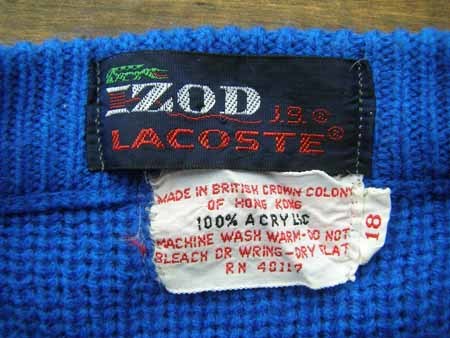 IZOD J.S.®
LACOSTE®
MADE IN BRITISH CROWN COLONY
OF HONG KONG
100% ACRYLIC
MACHINE WASH WARM-DO NOT
BLEACH OR WRING-DRY FLAT
RN 40117
18